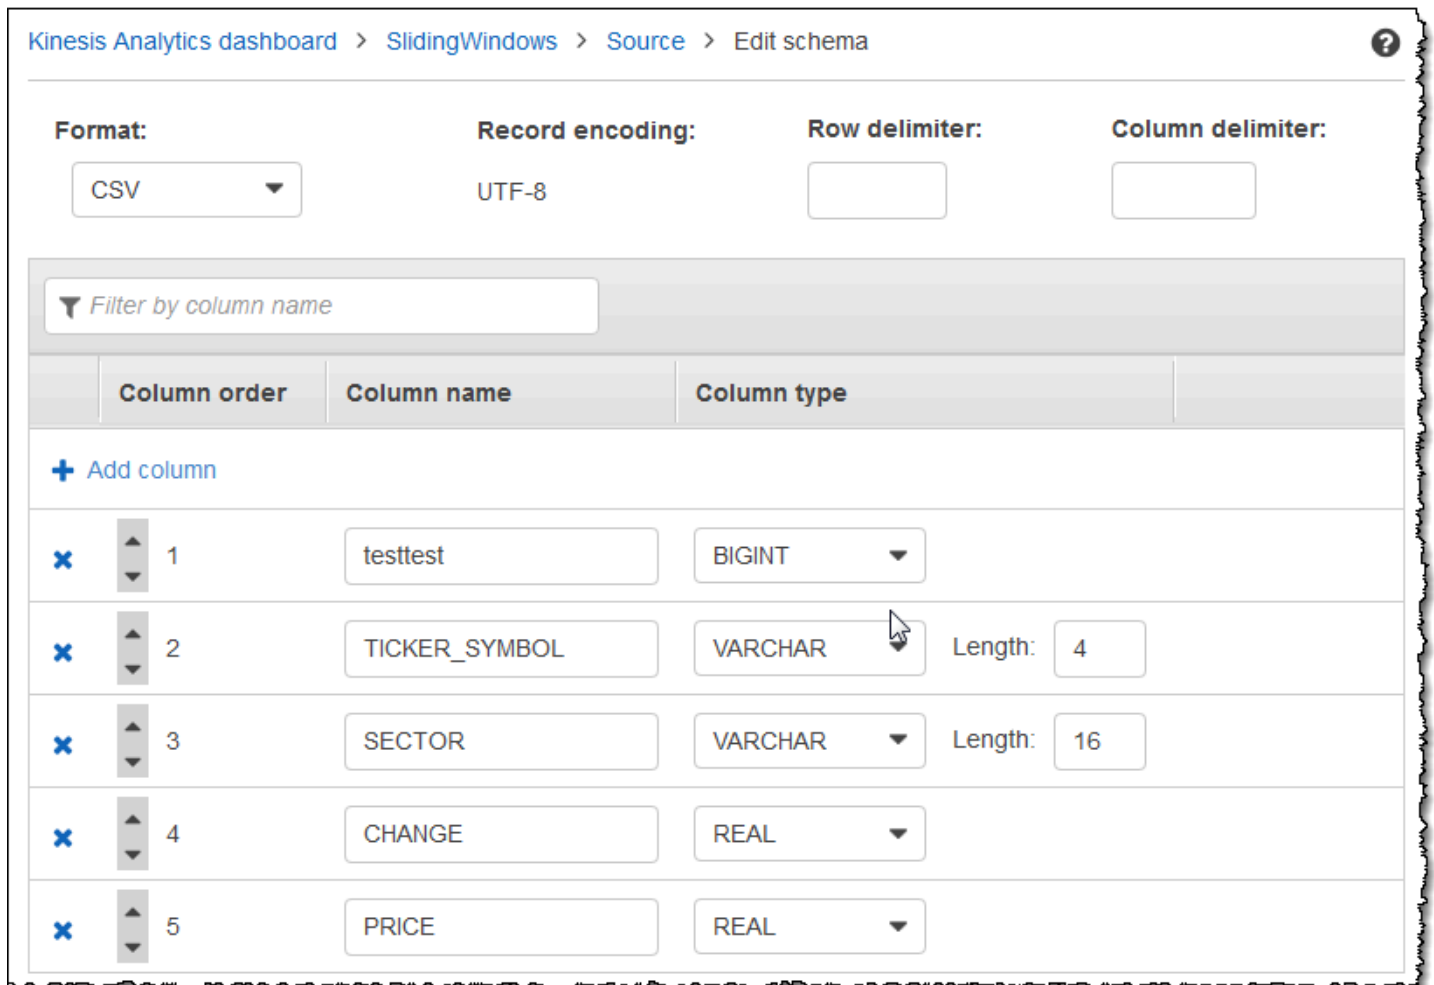 Kinesis Analytics dashboard > SlidingWindows > Source > Edit schema
Format: Record encoding: Row delimiter: Column delimiter:
CSV UTF-8
Filter by column name
Column order Column name Column type
Add column
1 testtest BIGINT
2 TICKER_SYMBOL VARCHAR Length: 4
3 SECTOR VARCHAR Length: 16
4 CHANGE REAL
5 PRICE REAL